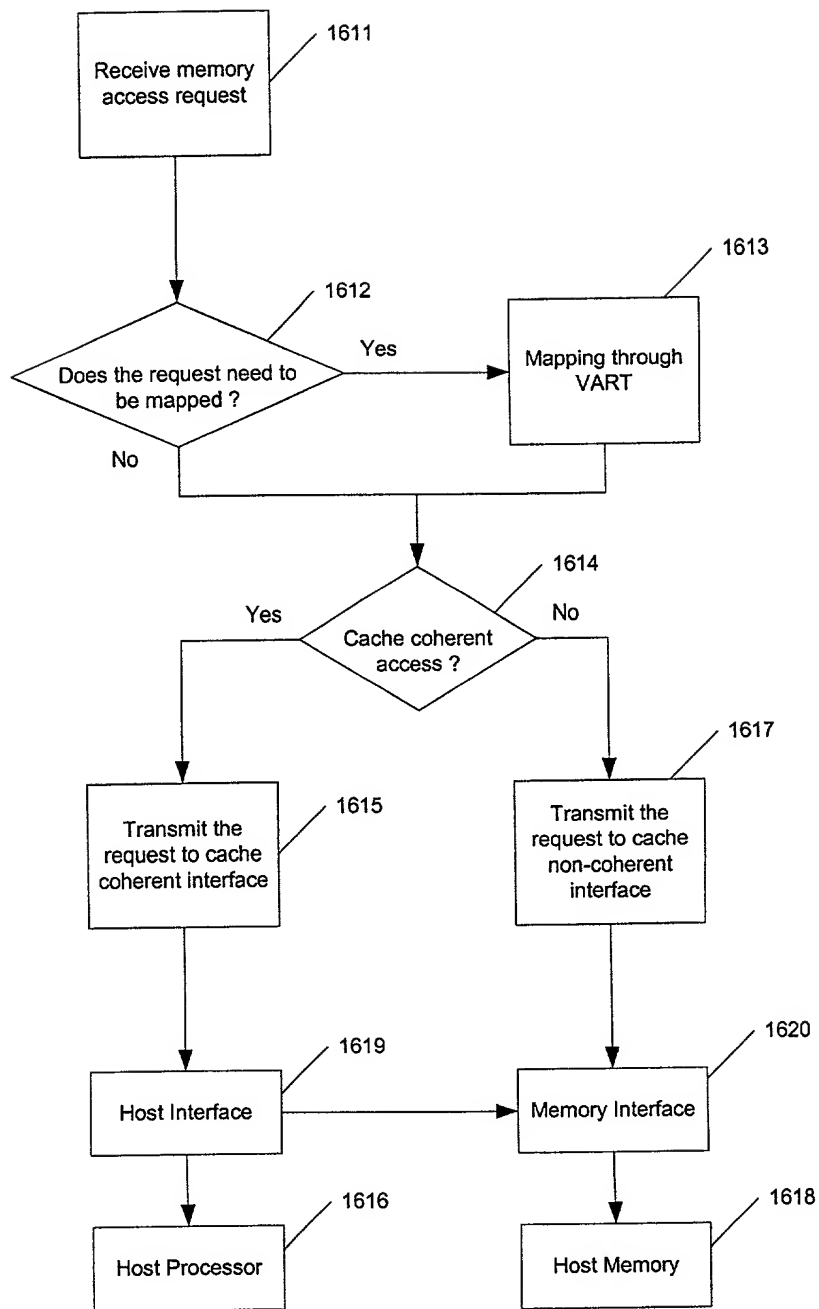 1611
Receive memory
access request
1613
1612
Yes
Mapping through
VART
Does the request need to
be mapped ?
No
1614
Yes
No
Cache coherent
access ?
1617
1615
Transmit the
request to cache
coherent interface
Transmit the
request to cache
non-coherent
interface
1620
1619
Host Interface
Memory Interface
1616
1618
Host Processor
Host Memory